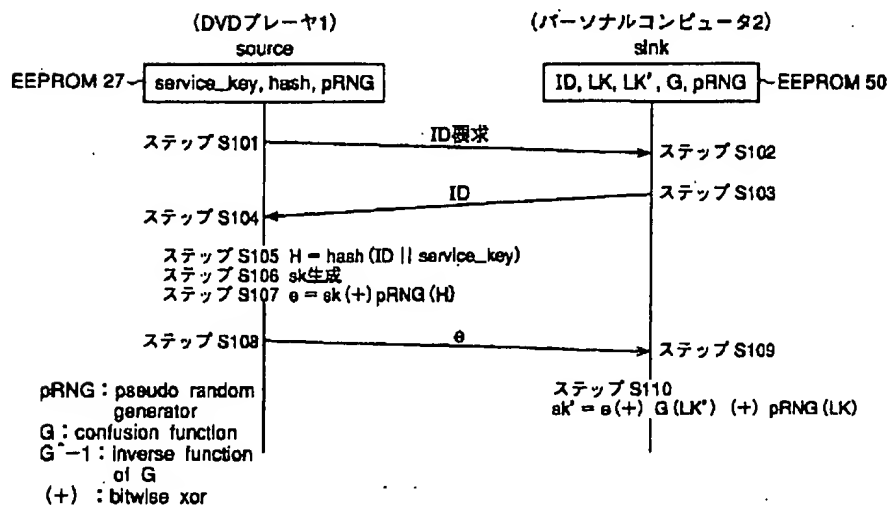 (DVDプレーヤ1)
source
(パーソナルコンピュータ2)
sink
EEPROM 27
service_key, hash, pRNG
ID, LK, LK', G, pRNG
EEPROM 50
ステップ S101
ID要求
ステップ S102
ID
ステップ S103
ステップ S104
ステップ S105 H = hash (ID || service_key)
ステップ S106 sk生成
ステップ S107 e = sk (+) pRNG (H)
ステップ S108
e
ステップ S109
ステップ S110
sk' = e (+) G (LK') (+) pRNG (LK)
pRNG : pseudo random
generator
G : confusion function
G^-1 : inverse function
of G
(+) : bitwise xor